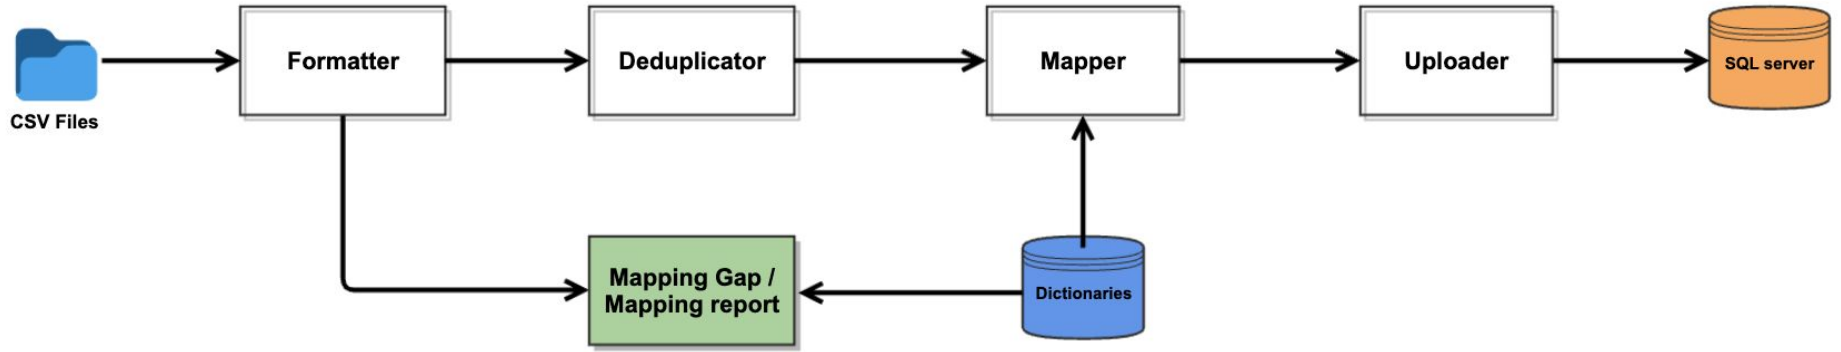 Formatter
Deduplicator
Mapper
Uploader
SQL server
CSV Files
Mapping Gap /
Mapping report
Dictionaries